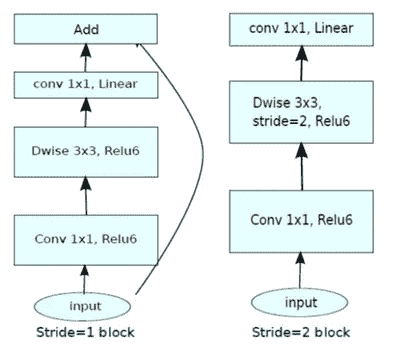 Add
conv 1x1, Linear
Dwise 3x3, Relu6
Conv 1x1, Relu6
input
Stride=1 block
conv 1x1, Linear
Dwise 3x3,
stride=2, Relu6
Conv 1x1, Relu6
input
Stride=2 block